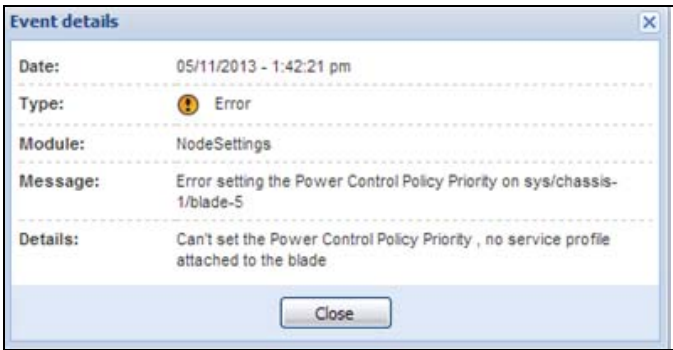 Event details
Date: 05/11/2013 - 1:42:21 pm
Type: Error
Module: NodeSettings
Message: Error setting the Power Control Policy Priority on sys/chassis-
1/blade-5
Details: Can't set the Power Control Policy Priority , no service profile
attached to the blade
Close